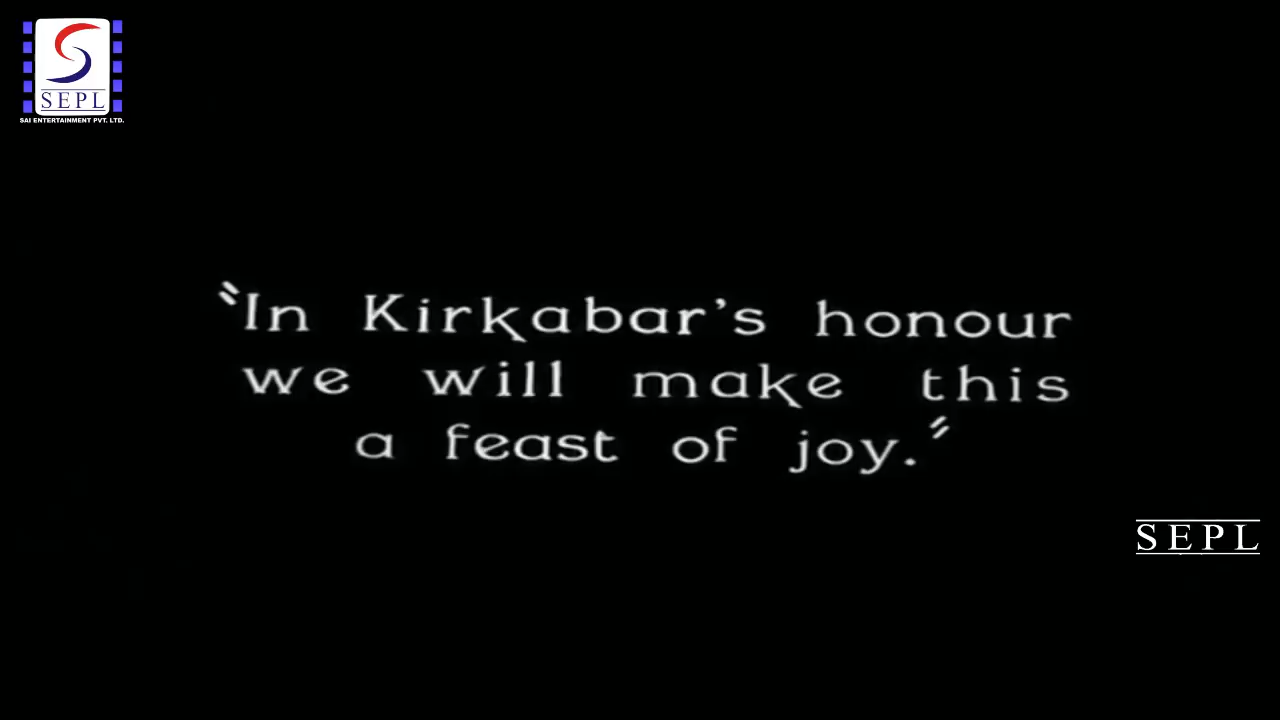 SEPL
SAI ENTERTAINMENT PVT. LTD.
"In Kirkabar's honour
we will make this
a feast of joy."
SEPL